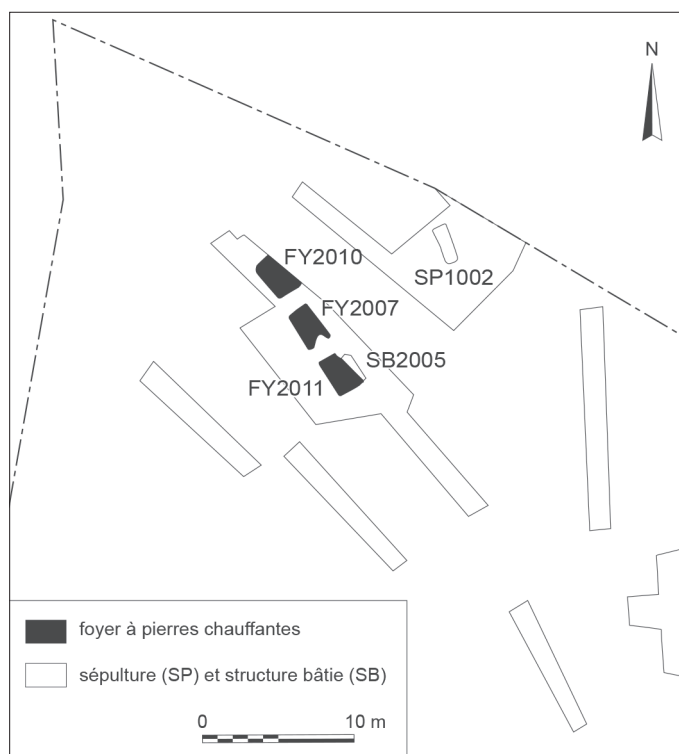 N
FY2010
SP1002
FY2007
SB2005
FY2011
foyer à pierres chauffantes
sépulture (SP) et structure bâtie (SB)
0 10 m